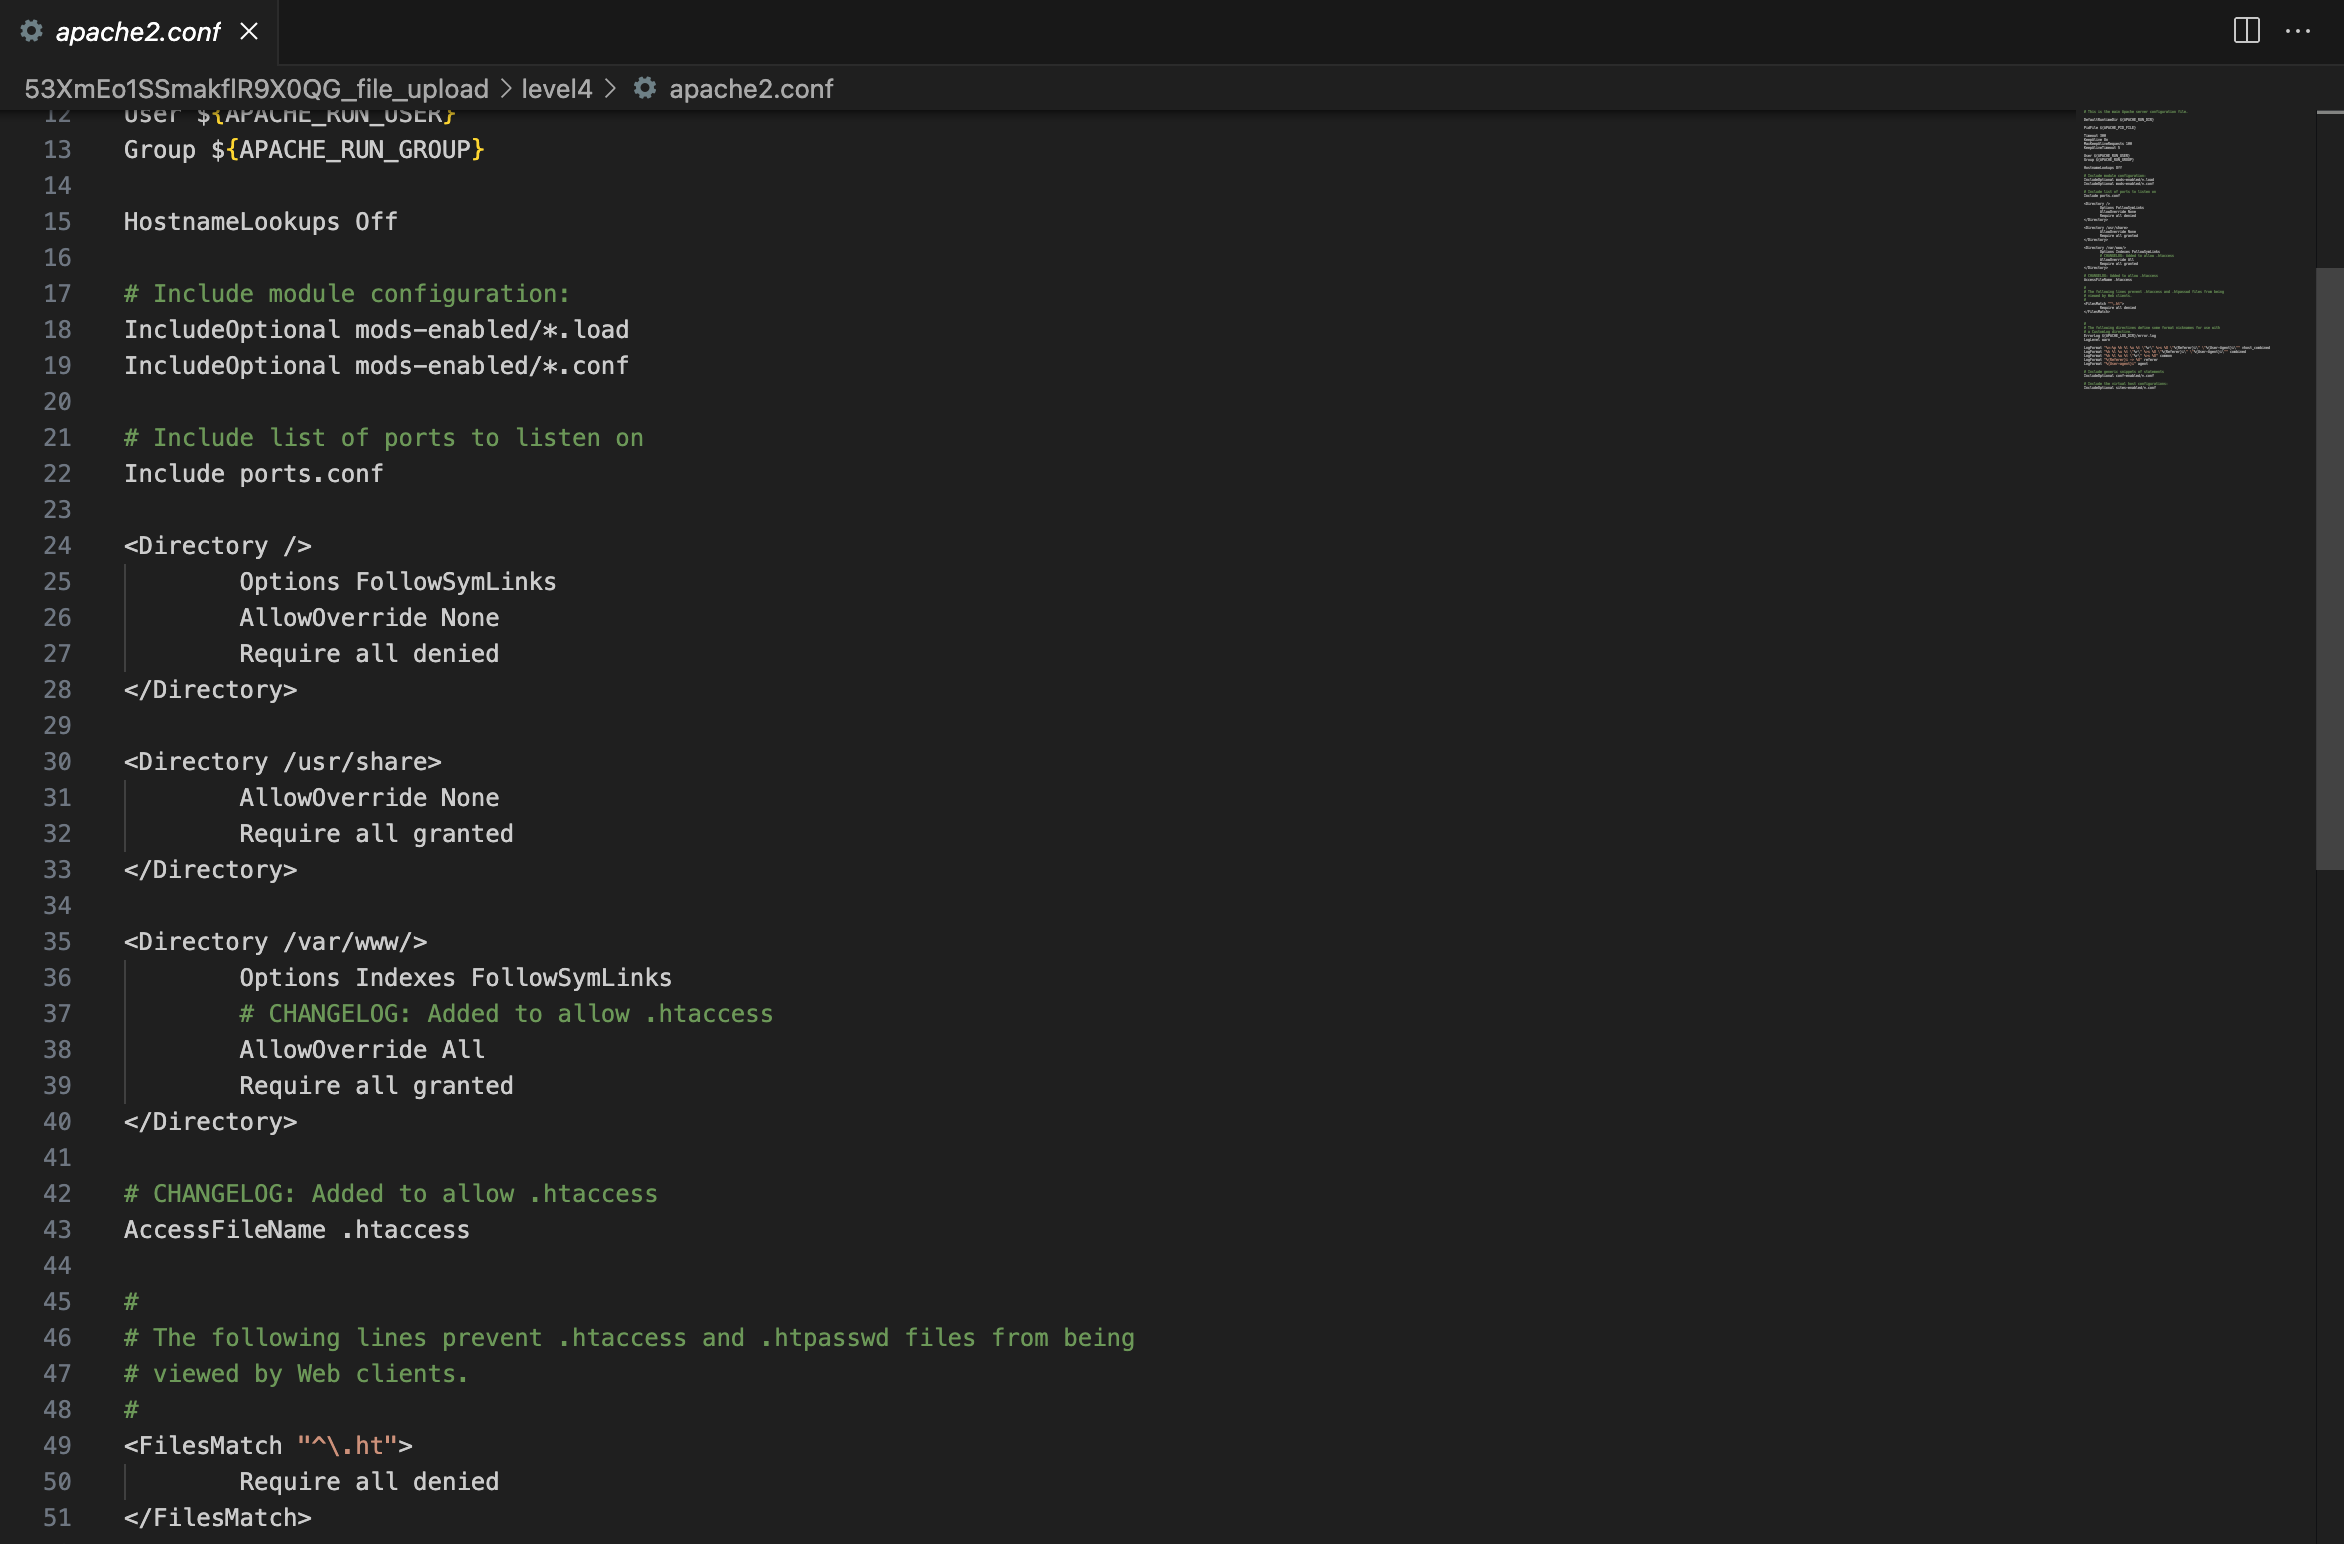 apache2.conf
53XmEo1SSmakflR9X0QG_file_upload > level4 > apache2.conf
12 User ${APACHE_RUN_USER}
13 Group ${APACHE_RUN_GROUP}
14
15 HostnameLookups Off
16
17 # Include module configuration:
18 IncludeOptional mods-enabled/*.load
19 IncludeOptional mods-enabled/*.conf
20
21 # Include list of ports to listen on
22 Include ports.conf
23
24 <Directory />
25 Options FollowSymLinks
26 AllowOverride None
27 Require all denied
28 </Directory>
29
30 <Directory /usr/share>
31 AllowOverride None
32 Require all granted
33 </Directory>
34
35 <Directory /var/www/>
36 Options Indexes FollowSymLinks
37 # CHANGELOG: Added to allow .htaccess
38 AllowOverride All
39 Require all granted
40 </Directory>
41
42 # CHANGELOG: Added to allow .htaccess
43 AccessFileName .htaccess
44
45 #
46 # The following lines prevent .htaccess and .htpasswd files from being
47 # viewed by Web clients.
48 #
49 <FilesMatch "^\.ht">
50 Require all denied
51 </FilesMatch>